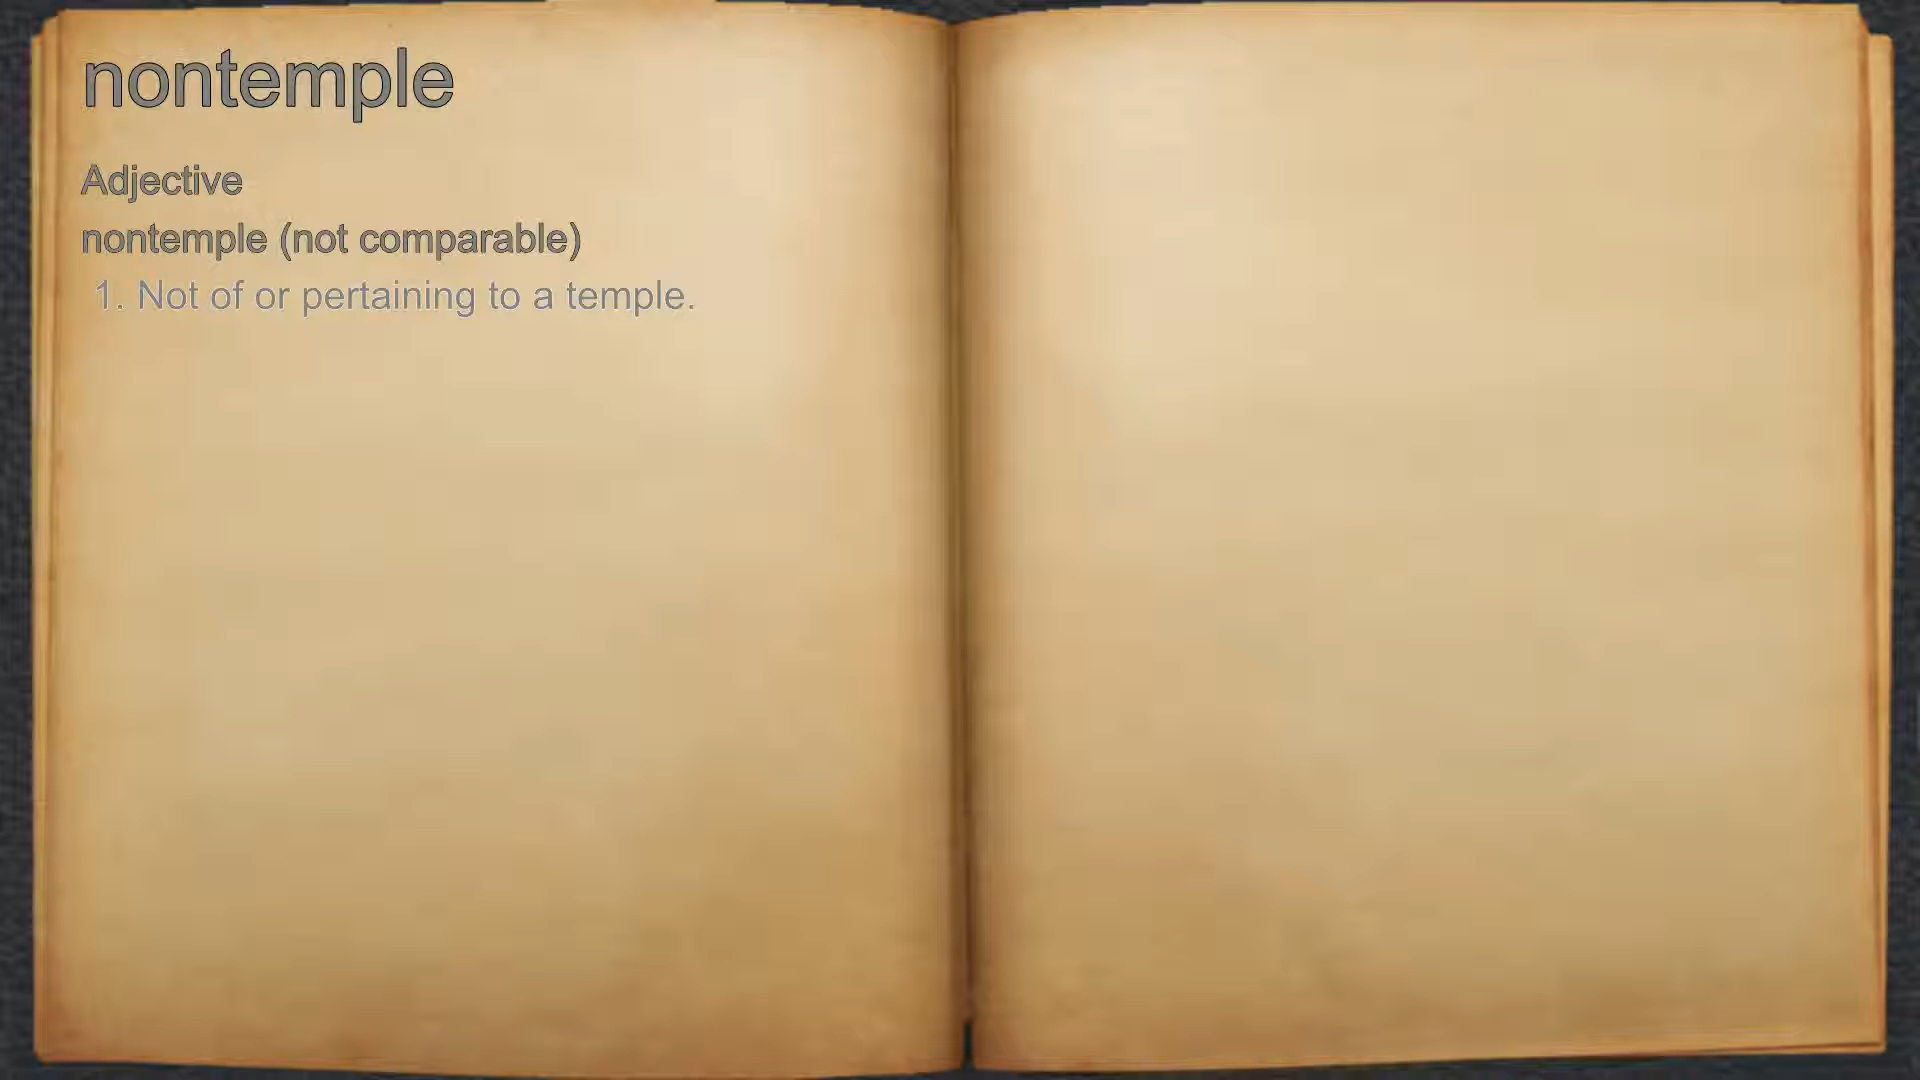 nontemple
Adjective
nontemple (not comparable)
1. Not of or pertaining to a temple.